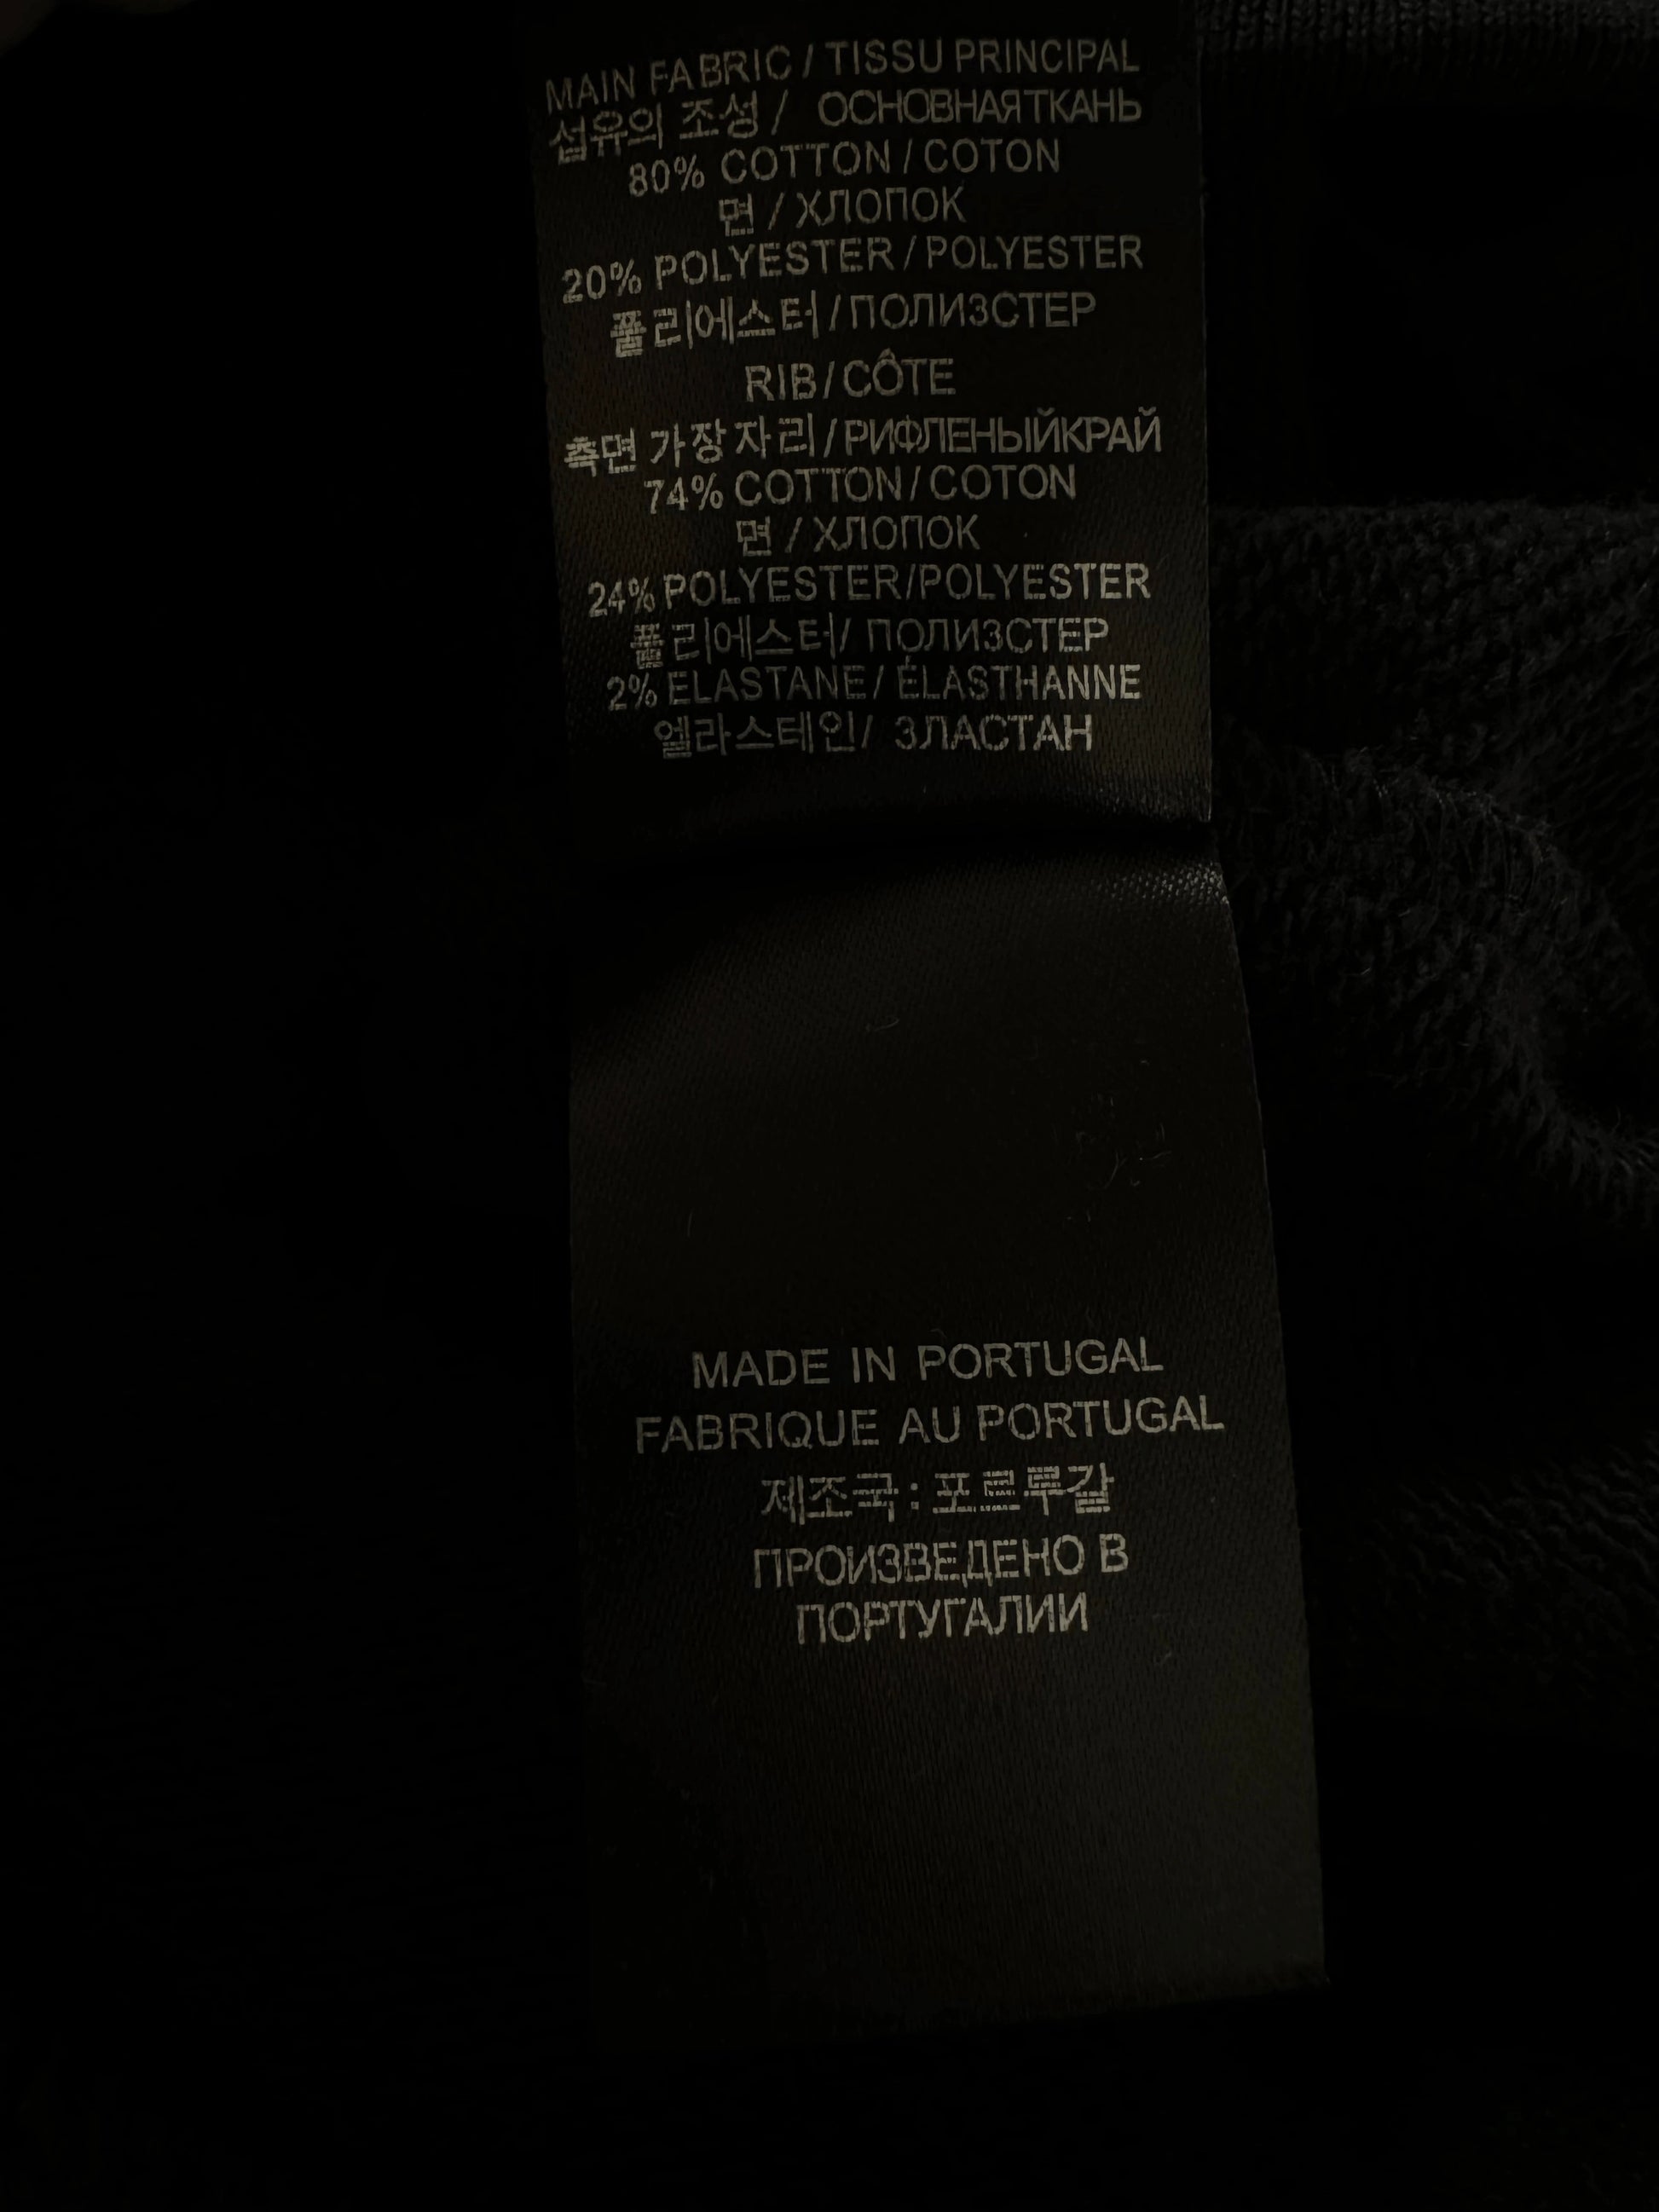 MAIN FABRIC / TISSU PRINCIPAL
섬유의 조성 / ОСНОВНАЯТКАНЬ
80% COTTON / COTON
면 / ХЛОПОК
20% POLYESTER / POLYESTER
폴리에스터 / ПОЛИЗСТЕР
RIB / CÔTE
측면 가장 자리 / РИФЛЕНЫЙКРАЙ
74% COTTON / COTON
면 / ХЛОПОК
24% POLYESTER/POLYESTER
폴리에스터/ ПОЛИЗСТЕР
2% ELASTANE/ ÉLASTHANNE
엘라스테인/ ЗЛАСТАН
MADE IN PORTUGAL
FABRIQUE AU PORTUGAL
제조국 : 포르투갈
ПРОИЗВЕДЕНО В
ПОРТУГАЛИИ